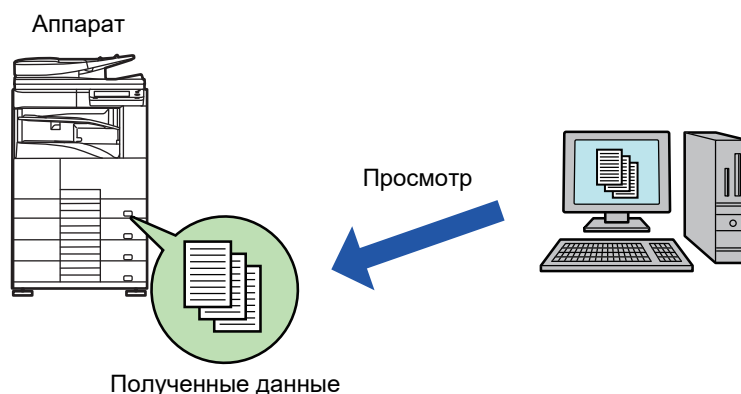 Аппарат
Просмотр
Полученные данные